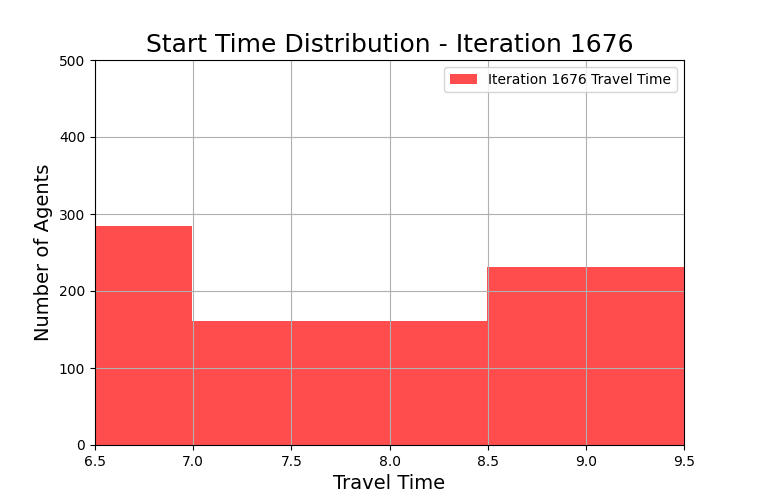 Start Time Distribution - Iteration 1676
500
Iteration 1676 Travel Time
400
300
200
100
0
Number of Agents
6.5 7.0 7.5 8.0 8.5 9.0 9.5
Travel Time